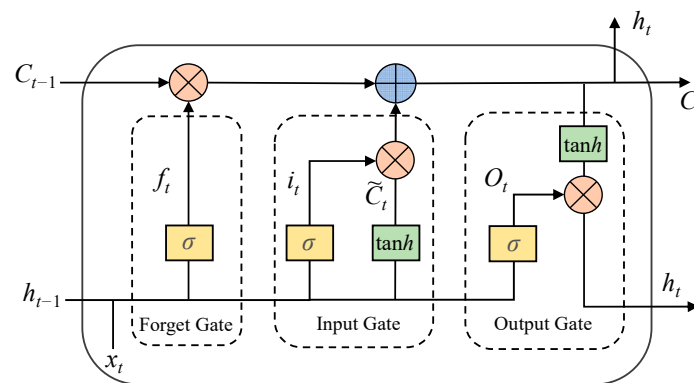 h_t
C_{t−1}
C
tanh
f_t
i_t
C̃_t
O_t
σ
σ
tanh
σ
h_{t−1}
h_t
Forget Gate
Input Gate
Output Gate
x_t